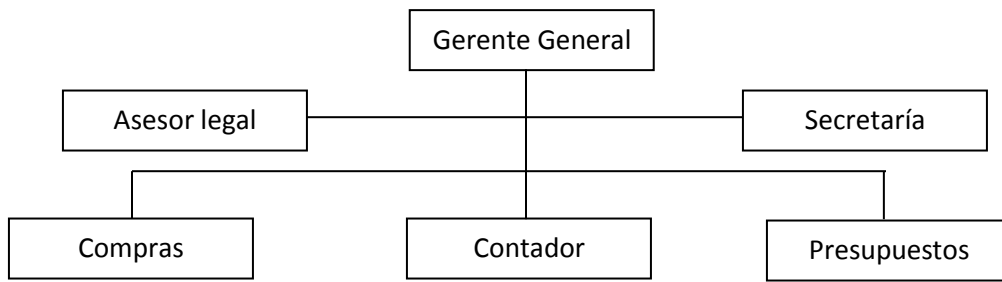 Gerente General
Asesor legal
Secretaría
Compras
Contador
Presupuestos